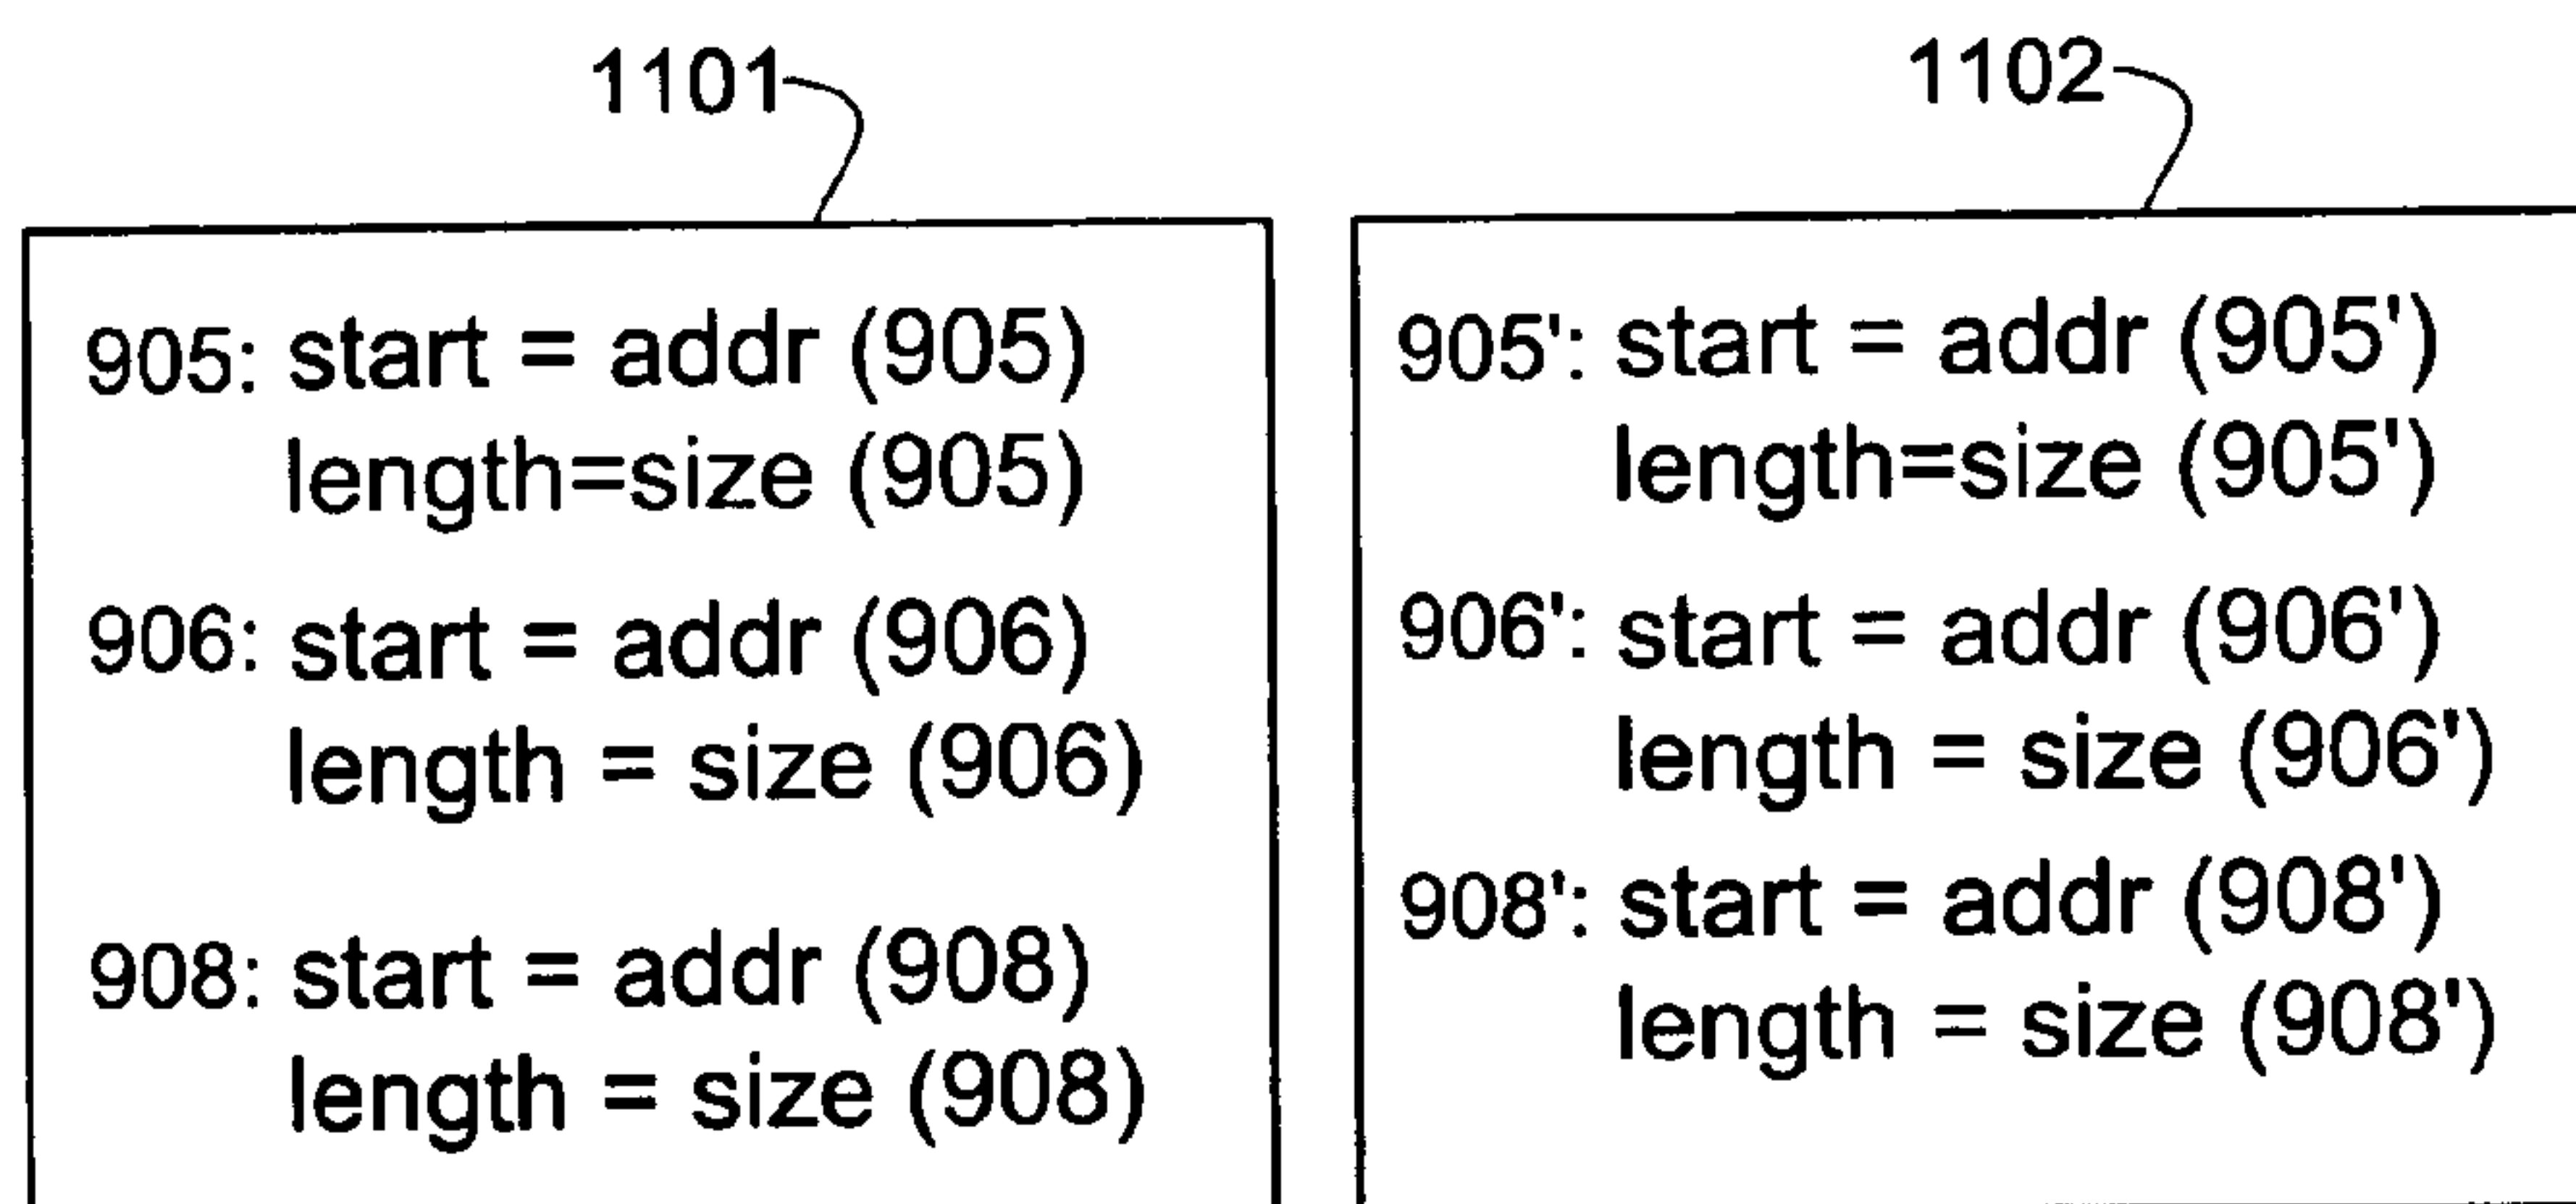 1101
905: start = addr (905)
length=size (905)
906: start = addr (906)
length = size (906)
908: start = addr (908)
length = size (908)
1102
905': start = addr (905')
length=size (905')
906': start = addr (906')
length = size (906')
908': start = addr (908')
length = size (908')